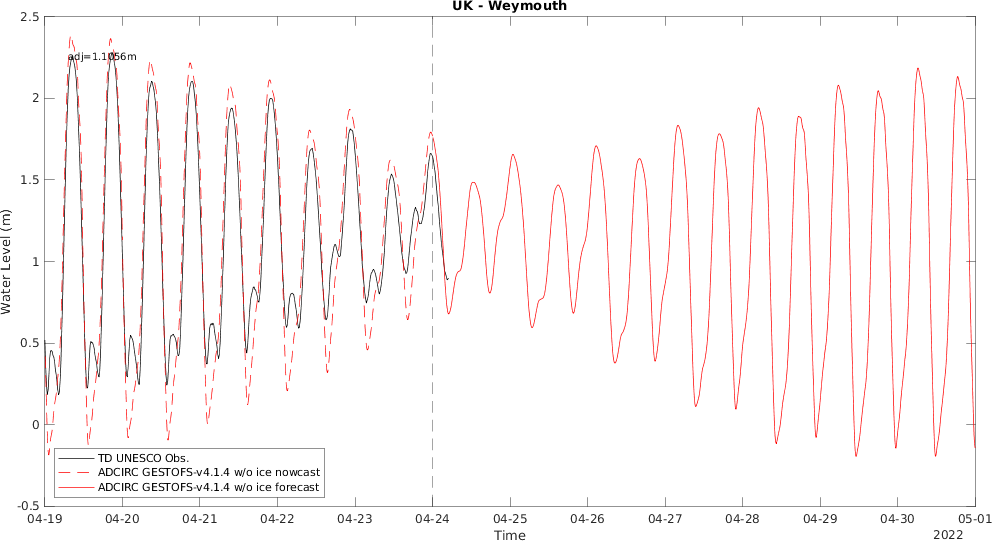 UK - Weymouth
2.5
2
1.5
1
0.5
0
-0.5
Water Level (m)
adj=1.1056m
TD UNESCO Obs.
ADCIRC GESTOFS-v4.1.4 w/o ice nowcast
ADCIRC GESTOFS-v4.1.4 w/o ice forecast
04-19 04-20 04-21 04-22 04-23 04-24 04-25 04-26 04-27 04-28 04-29 04-30 05-01
Time
2022